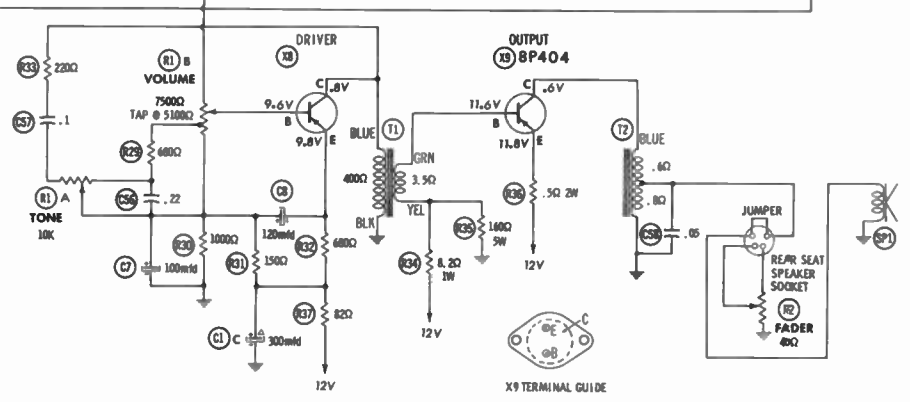 DRIVER
X8
OUTPUT
X9 8P404
R33 220Ω
R1 B
VOLUME
7500Ω
TAP @ 5100Ω
C .8V
9.6V
B
9.8V E
C .6V
11.6V
B
11.8V E
C57 .1
R29 680Ω
BLUE T1
GRN
400Ω 3.5Ω
YEL
BLK
T2
BLUE
.6Ω
.8Ω
R36 .5Ω 2W
12V
R1 A
TONE
10K
C56 .22
C8
120mfd
C7 100mfd
R30 1000Ω
R31 150Ω
R32 680Ω
R35 160Ω
5W
R34 8.2Ω
1W
12V
C58 .05
JUMPER
SP1
REAR SEAT
SPEAKER
SOCKET
R2
FADER
C1 C 300mfd
R37 82Ω
12V
E
B
C
X9 TERMINAL GUIDE